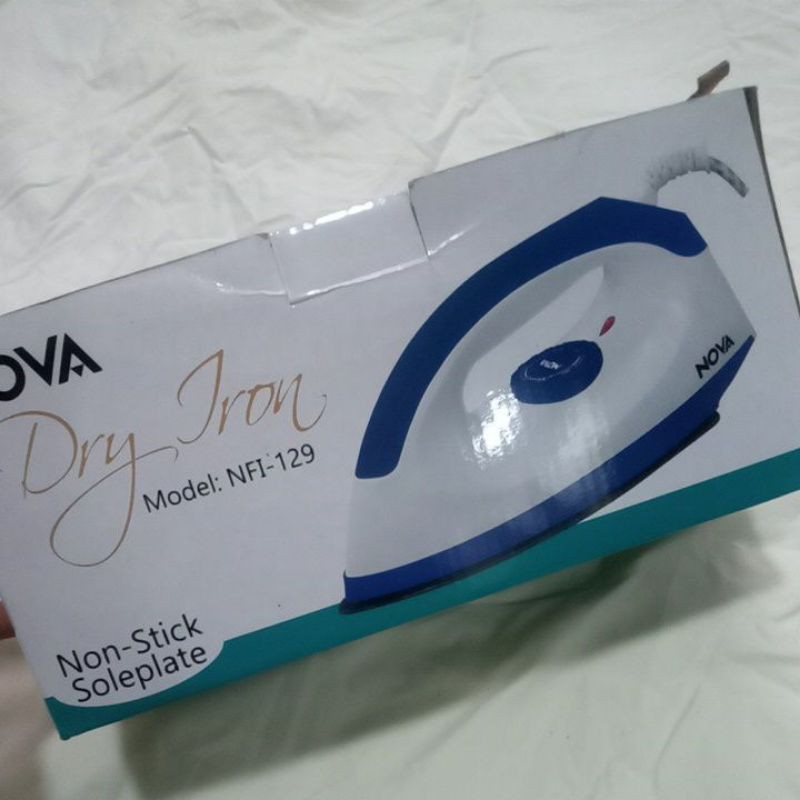 OVA
Dry Iron
Model: NFI-129
NOVA
Non-Stick
Soleplate